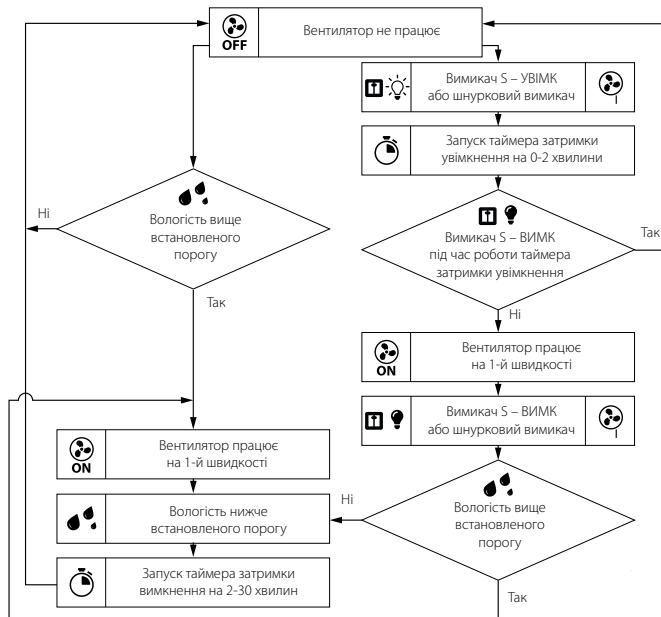 OFF
Вентилятор не працює
Вимикач S – УВІМК
або шнурковий вимикач
Запуск таймера затримки
увімкнення на 0-2 хвилини
Ні
Вологість вище
встановленого
порогу
Так
Вимикач S – ВИМК
під час роботи таймера
затримки увімкнення
Так
Ні
ON
Вентилятор працює
на 1-й швидкості
Вимикач S – ВИМК
або шнурковий вимикач
ON
Вентилятор працює
на 1-й швидкості
Вологість нижче
встановленого порогу
Ні
Вологість вище
встановленого
порогу
Запуск таймера затримки
вимкнення на 2-30 хвилин
Так